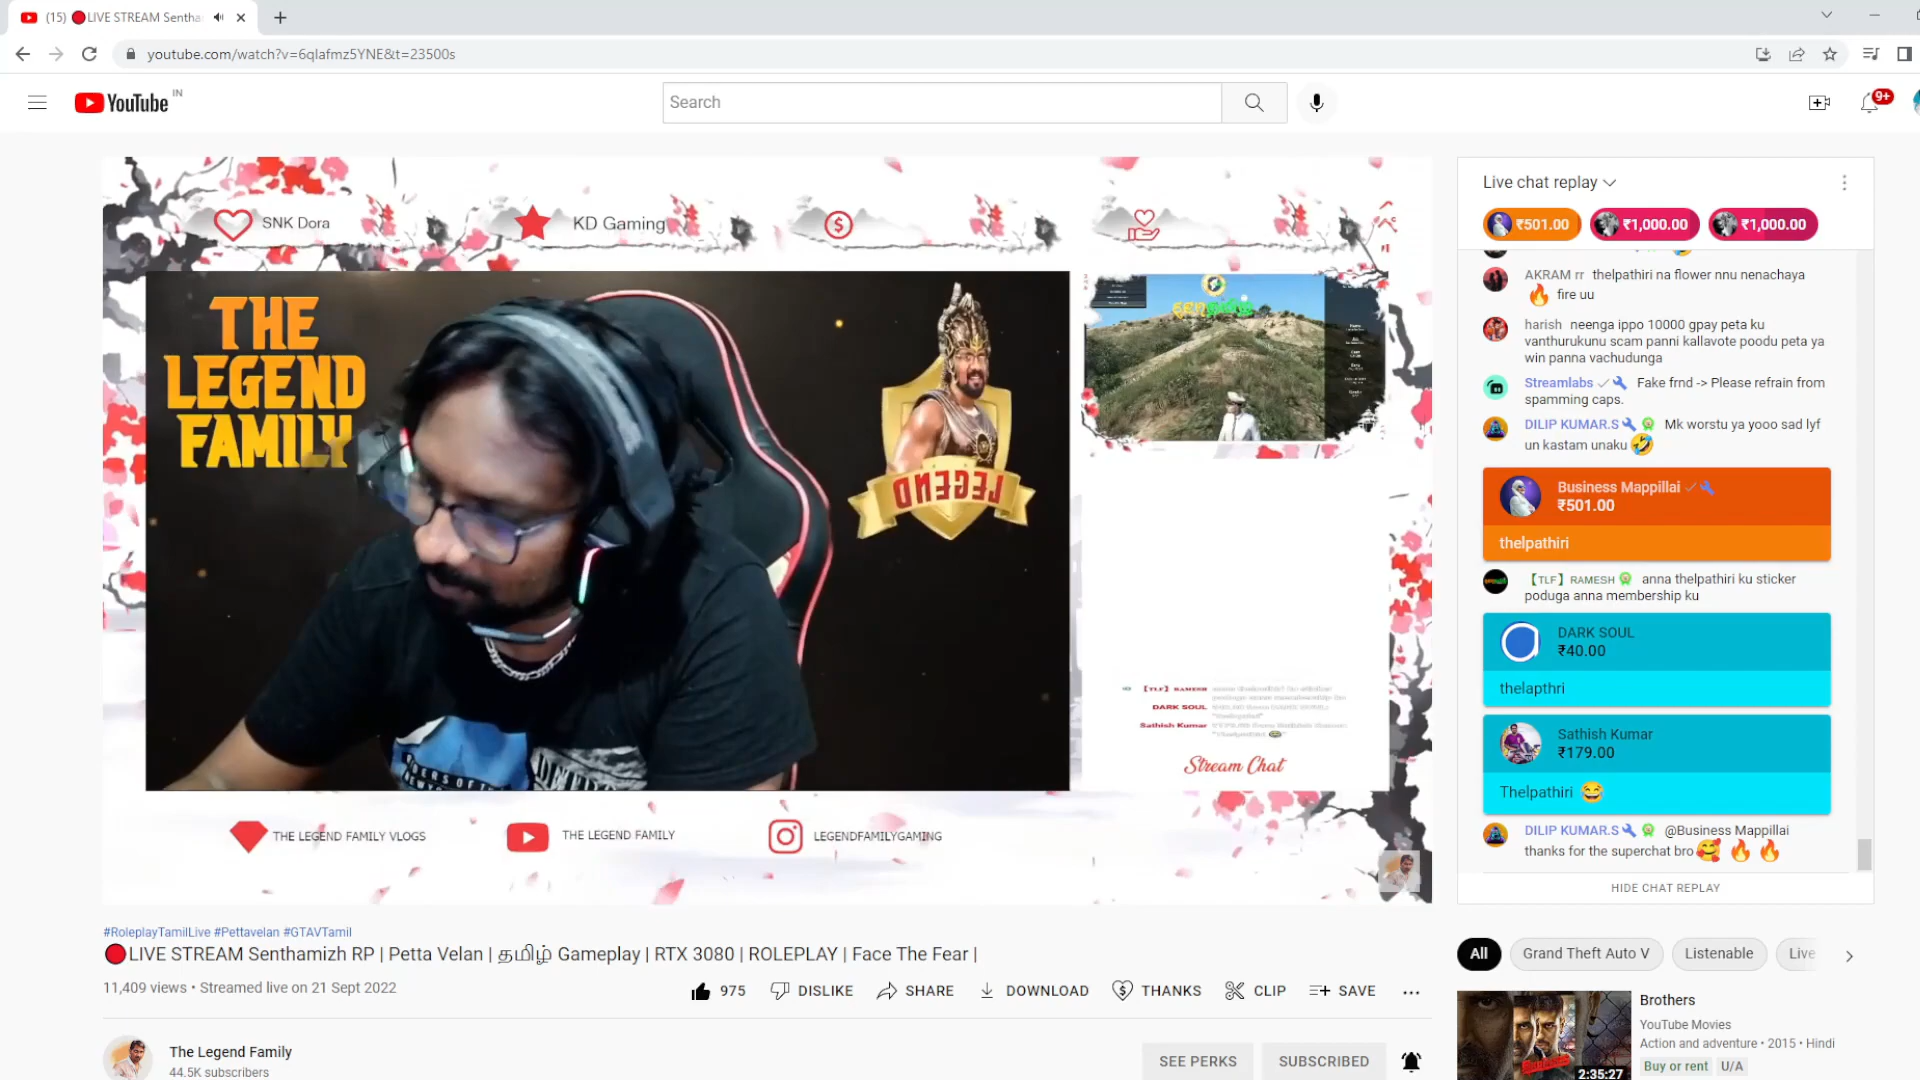 (15) 🔴LIVE STREAM Sentha
youtube.com/watch?v=6qlafmz5YNE&t=23500s
YouTube IN
Search
9+
SNK Dora
KD Gaming
THE
LEGEND
FAMILY
LEGEND
[TLF] RAMESH
DARK SOUL
Sathish Kumar
Stream Chat
THE LEGEND FAMILY VLOGS
THE LEGEND FAMILY
LEGENDFAMILYGAMING
Live chat replay
₹501.00 ₹1,000.00 ₹1,000.00
AKRAM rr thelpathiri na flower nnu nenachaya
🔥 fire uu
harish neenga ippo 10000 gpay peta ku
vanthurukunu scam panni kallavote poodu peta ya
win panna vachudunga
Streamlabs Fake frnd -> Please refrain from
spamming caps.
DILIP KUMAR.S Mk worstu ya yooo sad lyf
un kastam unaku 🤣
Business Mappillai
₹501.00
thelpathiri
【TLF】RAMESH anna thelpathiri ku sticker
poduga anna membership ku
DARK SOUL
₹40.00
thelapthri
Sathish Kumar
₹179.00
Thelpathiri 😂
DILIP KUMAR.S @Business Mappillai
thanks for the superchat bro🥰 🔥 🔥
HIDE CHAT REPLAY
#RoleplayTamilLive #Pettavelan #GTAVTamil
🔴LIVE STREAM Senthamizh RP | Petta Velan | தமிழ் Gameplay | RTX 3080 | ROLEPLAY | Face The Fear |
11,409 views • Streamed live on 21 Sept 2022
975 DISLIKE SHARE DOWNLOAD THANKS CLIP SAVE
The Legend Family
44.5K subscribers
SEE PERKS SUBSCRIBED
All Grand Theft Auto V Listenable Live
Brothers
YouTube Movies
Action and adventure • 2015 • Hindi
Buy or rent U/A
2:35:27